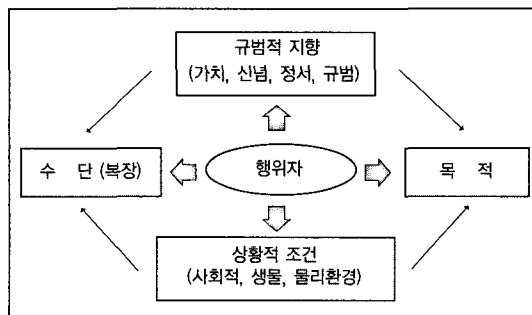 규범적 지향
(가치, 신념, 정서, 규범)
수 단 (복장)
행위자
목 적
상황적 조건
(사회적, 생물, 물리환경)